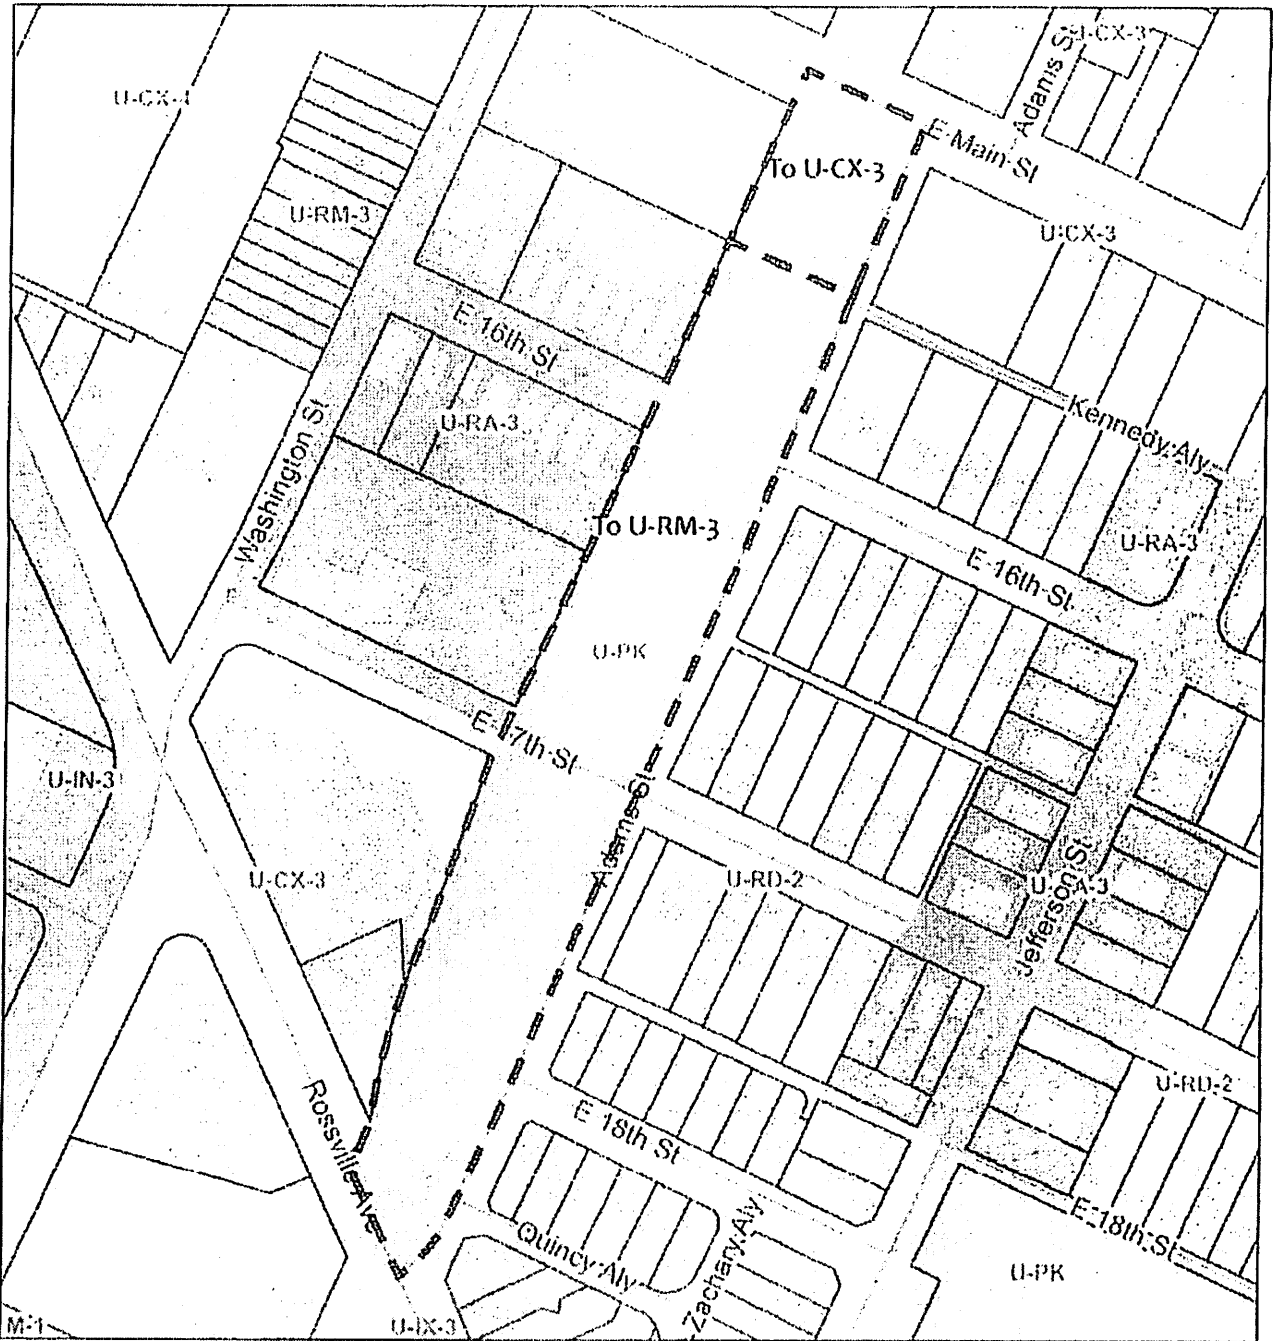 U-CX-3
Adams St
U-CX-4
E Main St
To U-CX-3
U-RM-3
U-CX-3
E 16th St
Kennedy Aly
U-RA-3
Washington St
To U-RM-3
E 16th St
U-RA-3
U-PK
E 17th St
U-IN-3
Adams St
U-CX-3
U-RD-2
Jefferson St
U-RD-2
Rossville Ave
E 18th St
E 18th St
Quincy Aly
Zachary Aly
U-PK
M-1
U-IX-3